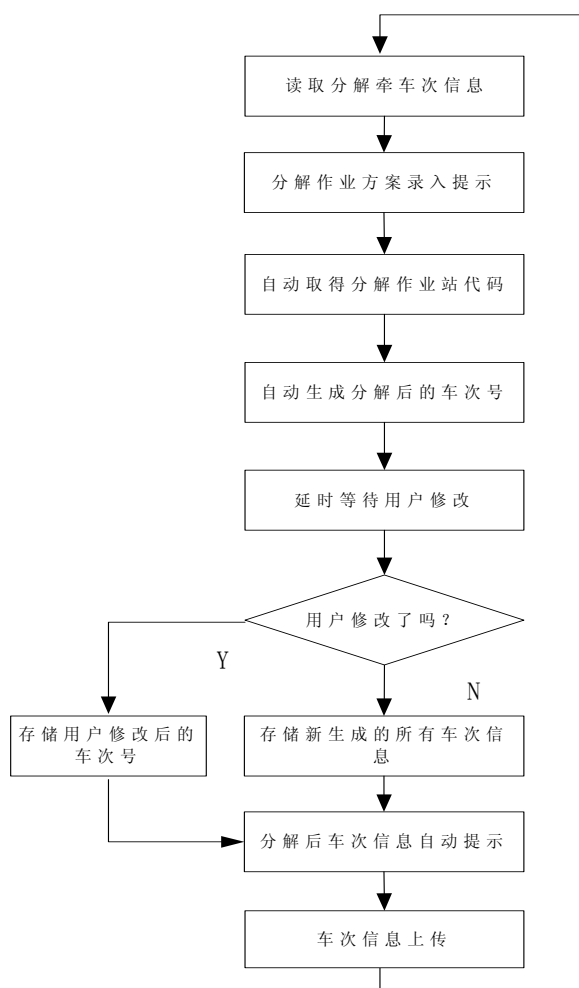 读取分解牵车次信息
分解作业方案录入提示
自动取得分解作业站代码
自动生成分解后的车次号
延时等待用户修改
用户修改了吗?
Y
N
存储用户修改后的
车次号
存储新生成的所有车次信
息
分解后车次信息自动提示
车次信息上传